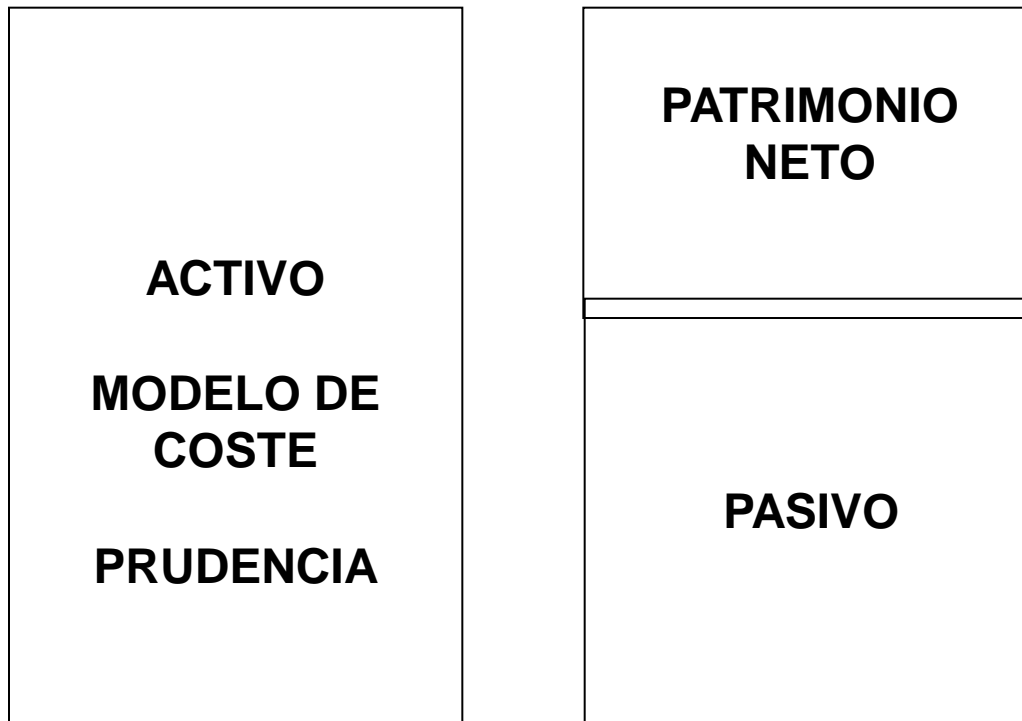 ACTIVO
MODELO DE
COSTE
PRUDENCIA
PATRIMONIO
NETO
PASIVO